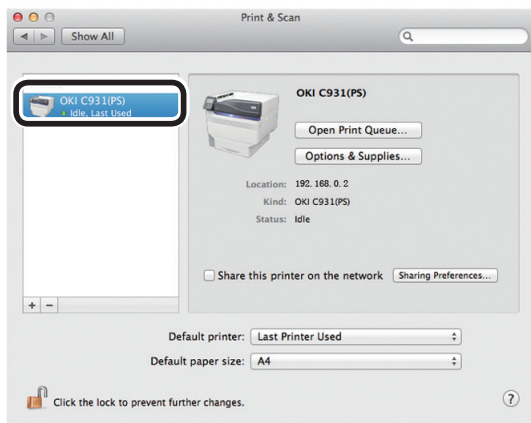 Print & Scan
Show All
OKI C931(PS)
Idle, Last Used
OKI C931(PS)
Open Print Queue...
Options & Supplies...
Location: 192. 168. 0. 2
Kind: OKI C931(PS)
Status: Idle
Share this printer on the network Sharing Preferences...
+ −
Default printer: Last Printer Used
Default paper size: A4
Click the lock to prevent further changes. ?